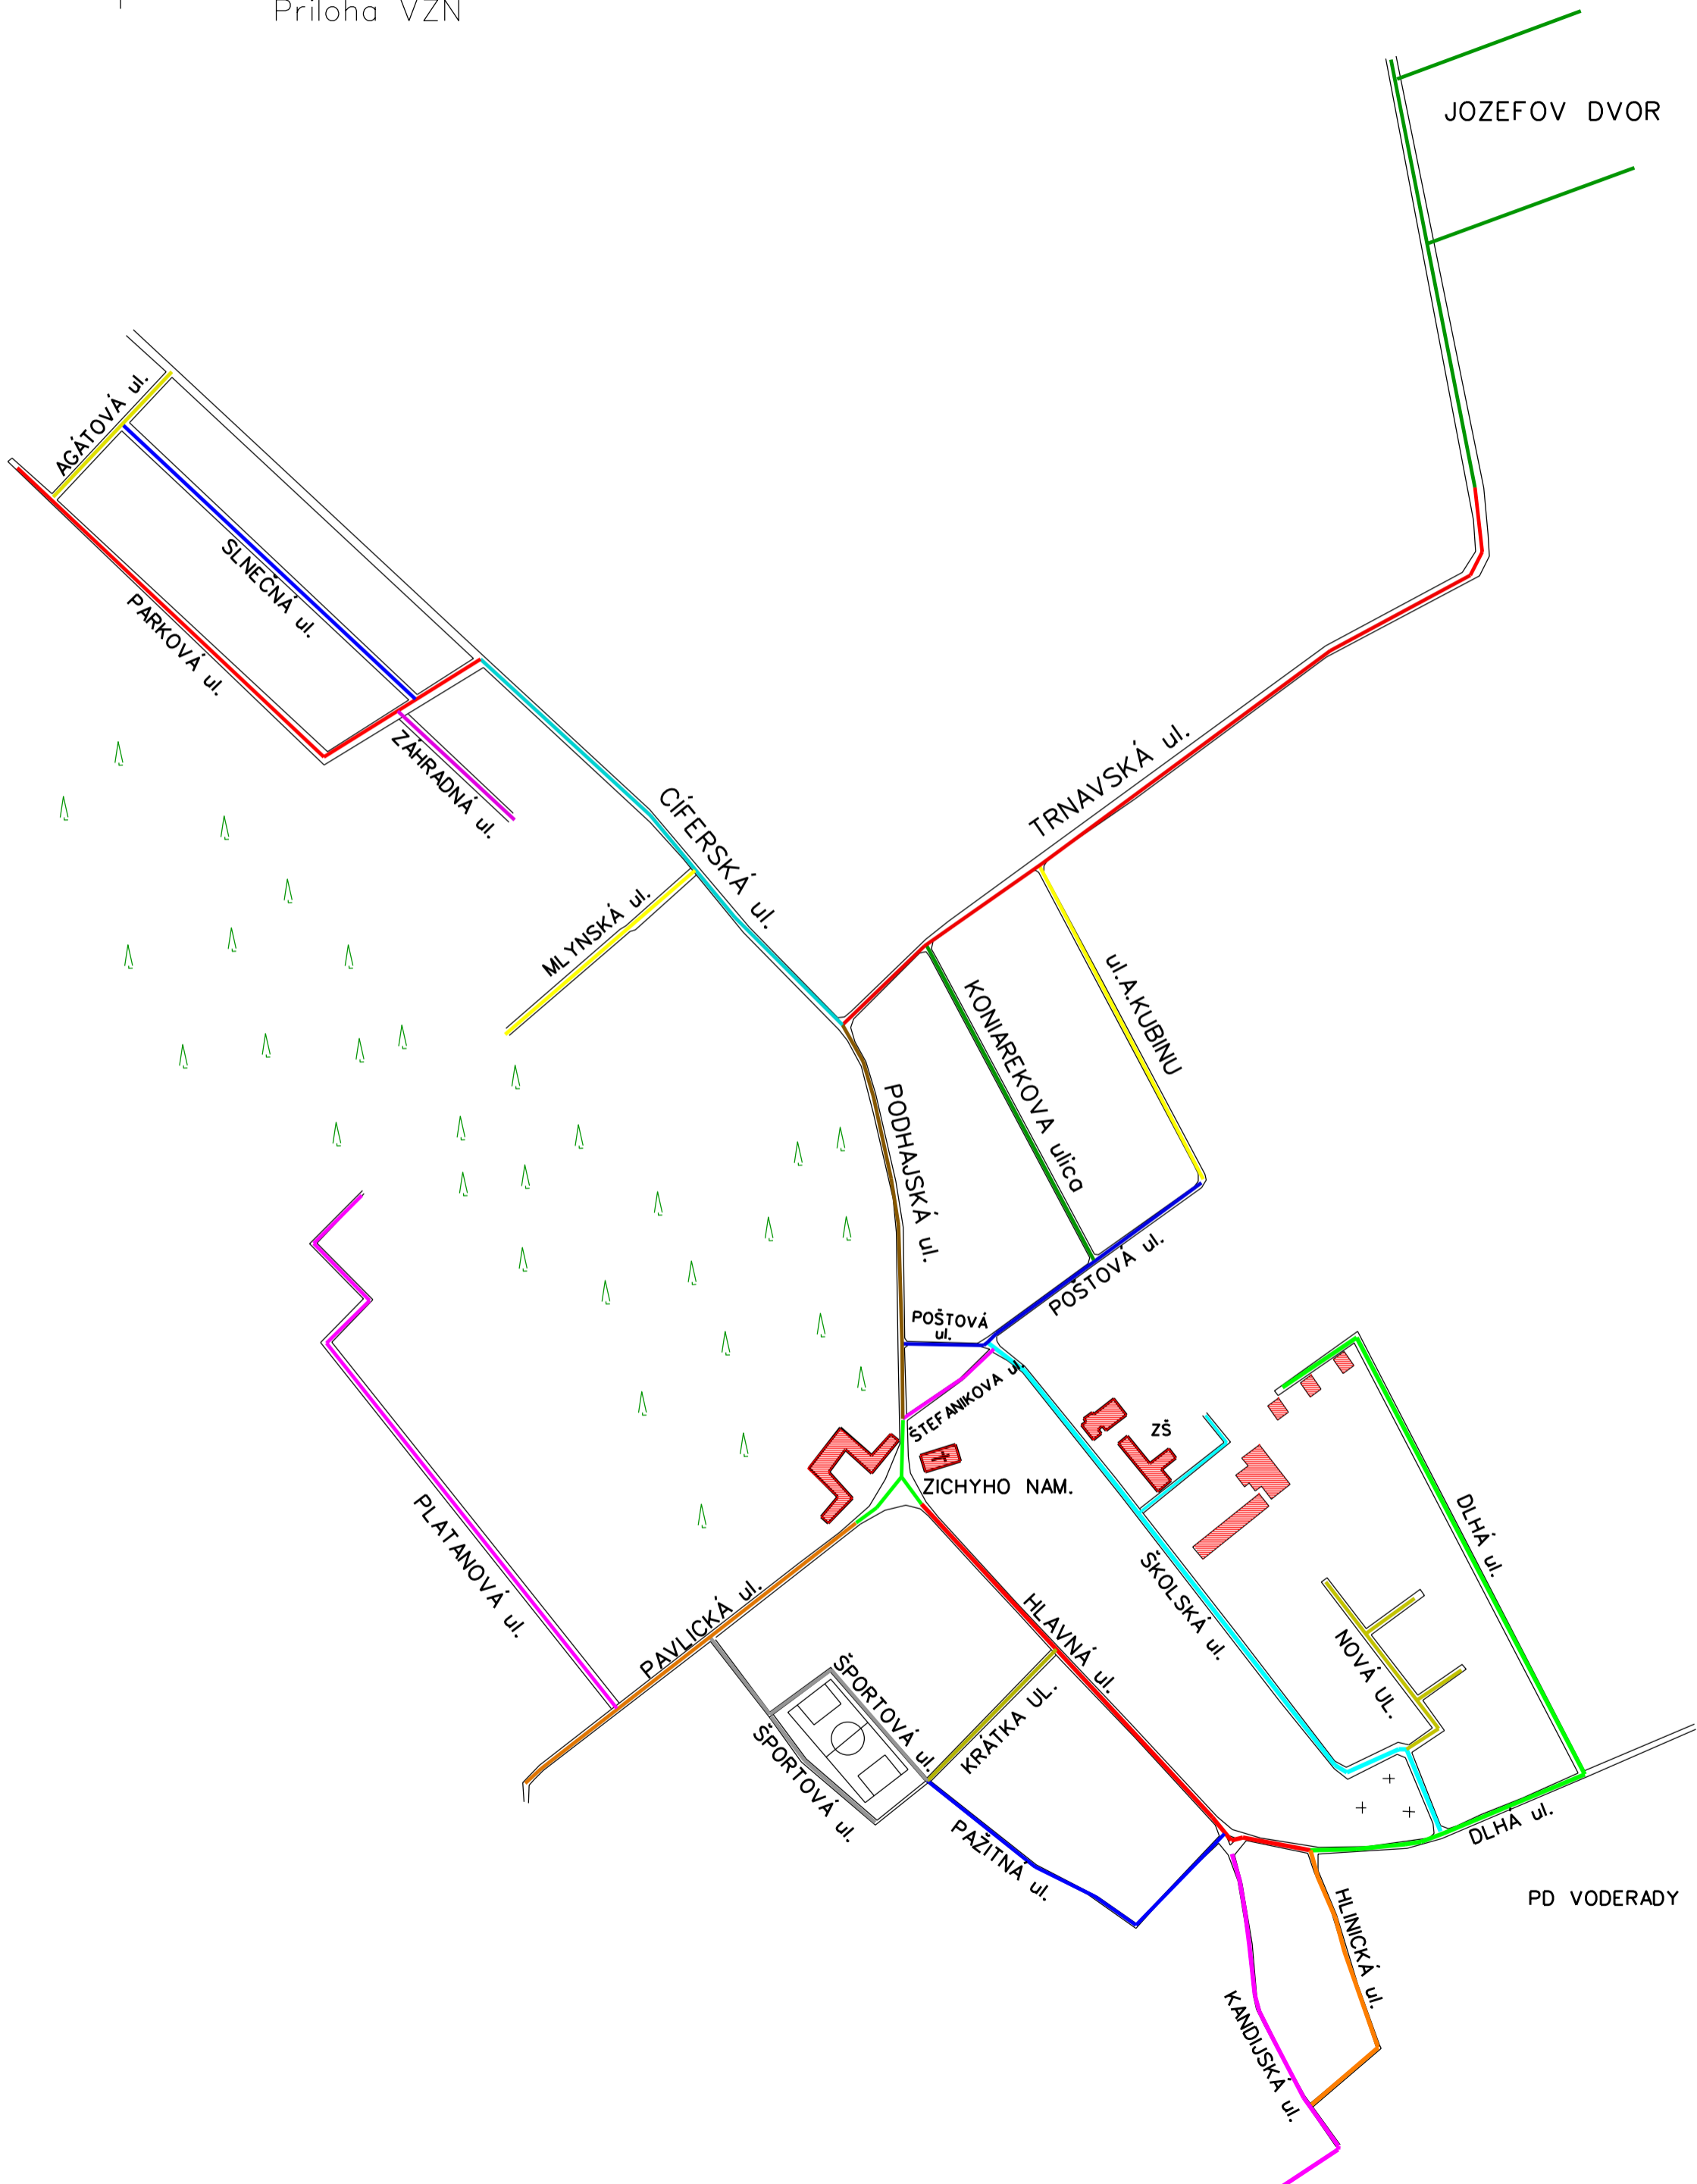 Príloha VZN
JOZEFOV DVOR
AGÁTOVÁ ul.
SLNEČNÁ ul.
PARKOVÁ ul.
ZÁHRADNÁ ul.
CÍFERSKÁ ul.
TRNAVSKÁ ul.
MLYNSKÁ ul.
ul.A.KUBINU
KONIAREKOVA ulica
PODHAJSKÁ ul.
POŠTOVÁ ul.
POŠTOVÁ
ul.
ŠTEFANIKOVA ul.
ZŠ
ZICHYHO NAM.
PLATANOVÁ ul.
DLHÁ ul.
ŠKOLSKÁ ul.
HLAVNÁ ul.
PAVLICKÁ ul.
NOVÁ UL.
ŠPORTOVÁ ul.
KRÁTKA UL.
ŠPORTOVÁ ul.
DLHÁ ul.
PAŽITNÁ ul.
PD VODERADY
HLINICKÁ ul.
KANDIJSKÁ ul.